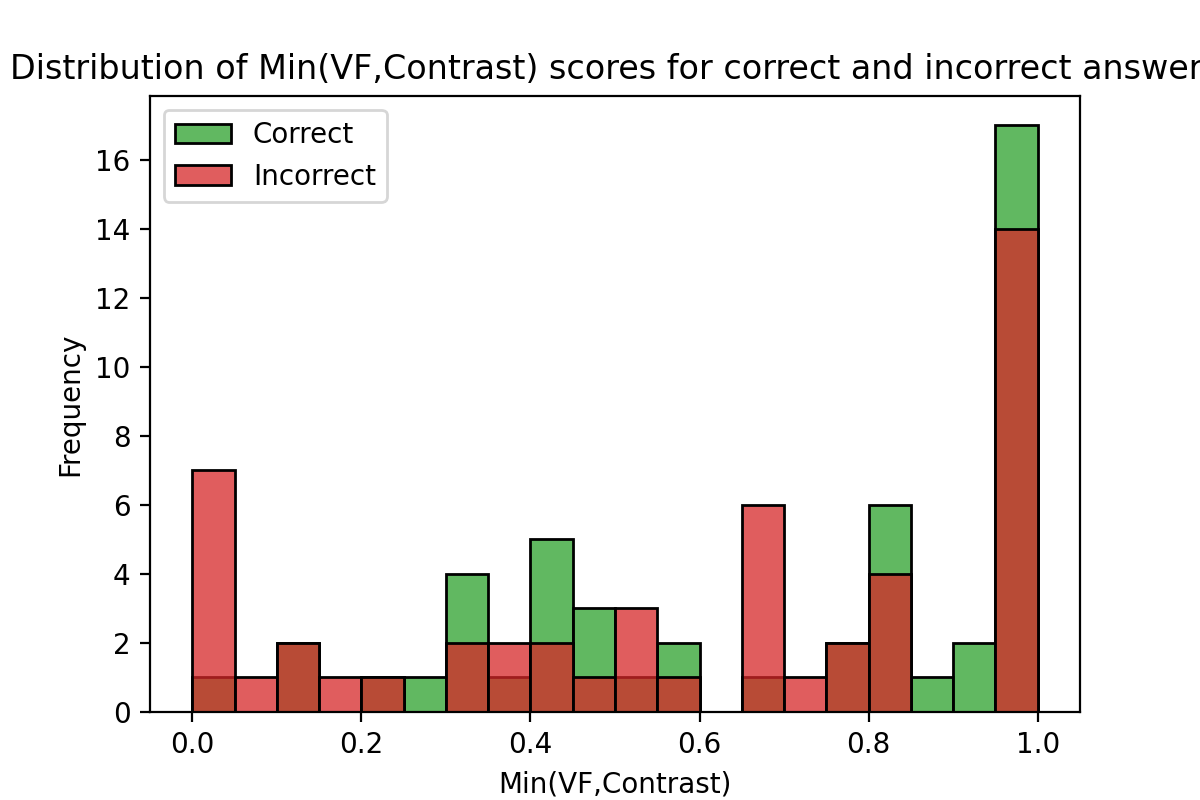 Distribution of Min(VF,Contrast) scores for correct and incorrect answer
Correct
Incorrect
16
14
12
10
8
6
4
2
0
Frequency
0.0 0.2 0.4 0.6 0.8 1.0
Min(VF,Contrast)